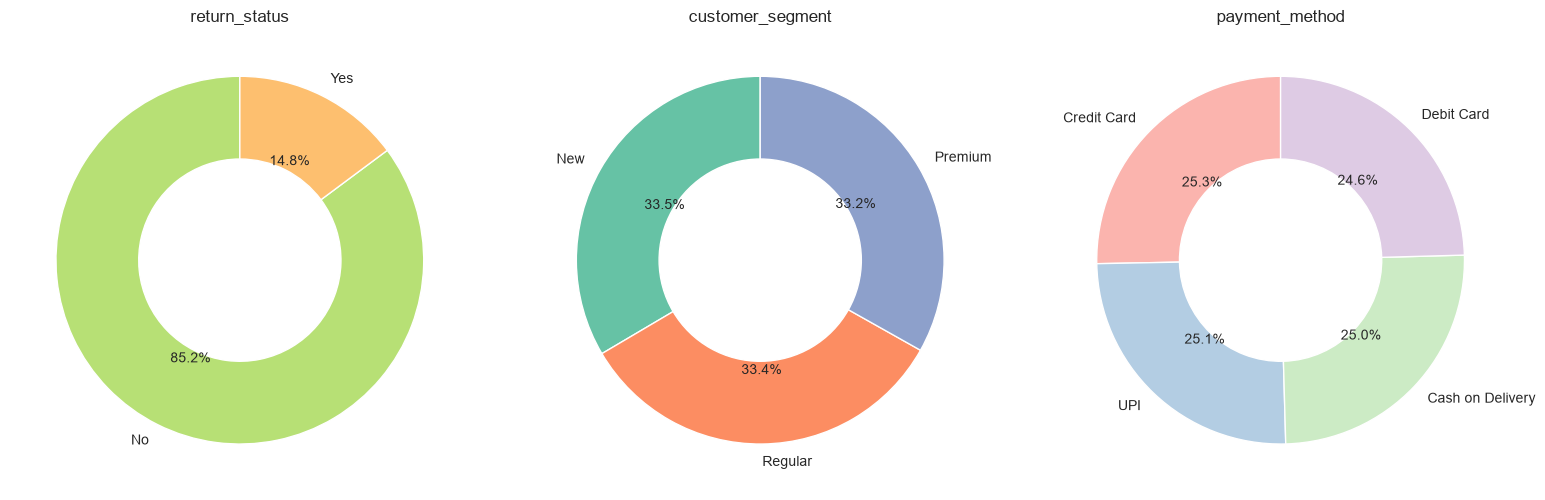 return_status
Yes
14.8%
85.2%
No
customer_segment
New
Premium
33.5%
33.2%
33.4%
Regular
payment_method
Credit Card
Debit Card
25.3%
24.6%
25.1%
25.0%
UPI
Cash on Delivery